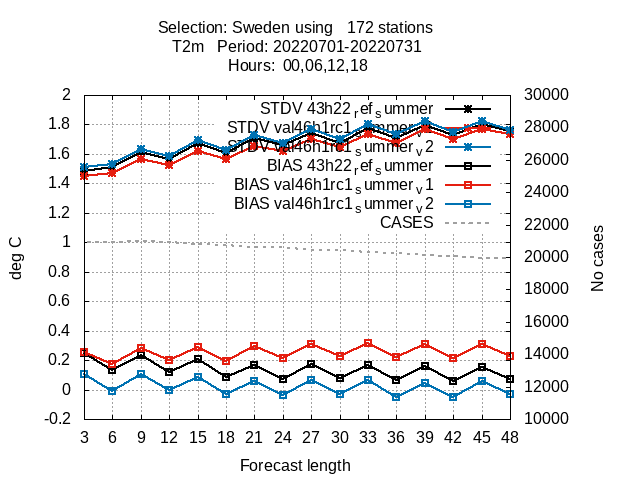 Selection: Sweden using 172 stations
T2m Period: 20220701-20220731
Hours: 00,06,12,18
STDV 43h22_ref_summer
STDV val46h1rc1_summer_v1
STDV val46h1rc1_summer_v2
BIAS 43h22_ref_summer
BIAS val46h1rc1_summer_v1
BIAS val46h1rc1_summer_v2
CASES
2
1.8
1.6
1.4
1.2
1
0.8
0.6
0.4
0.2
0
-0.2
deg C
30000
28000
26000
24000
22000
20000
18000
16000
14000
12000
10000
No cases
3 6 9 12 15 18 21 24 27 30 33 36 39 42 45 48
Forecast length